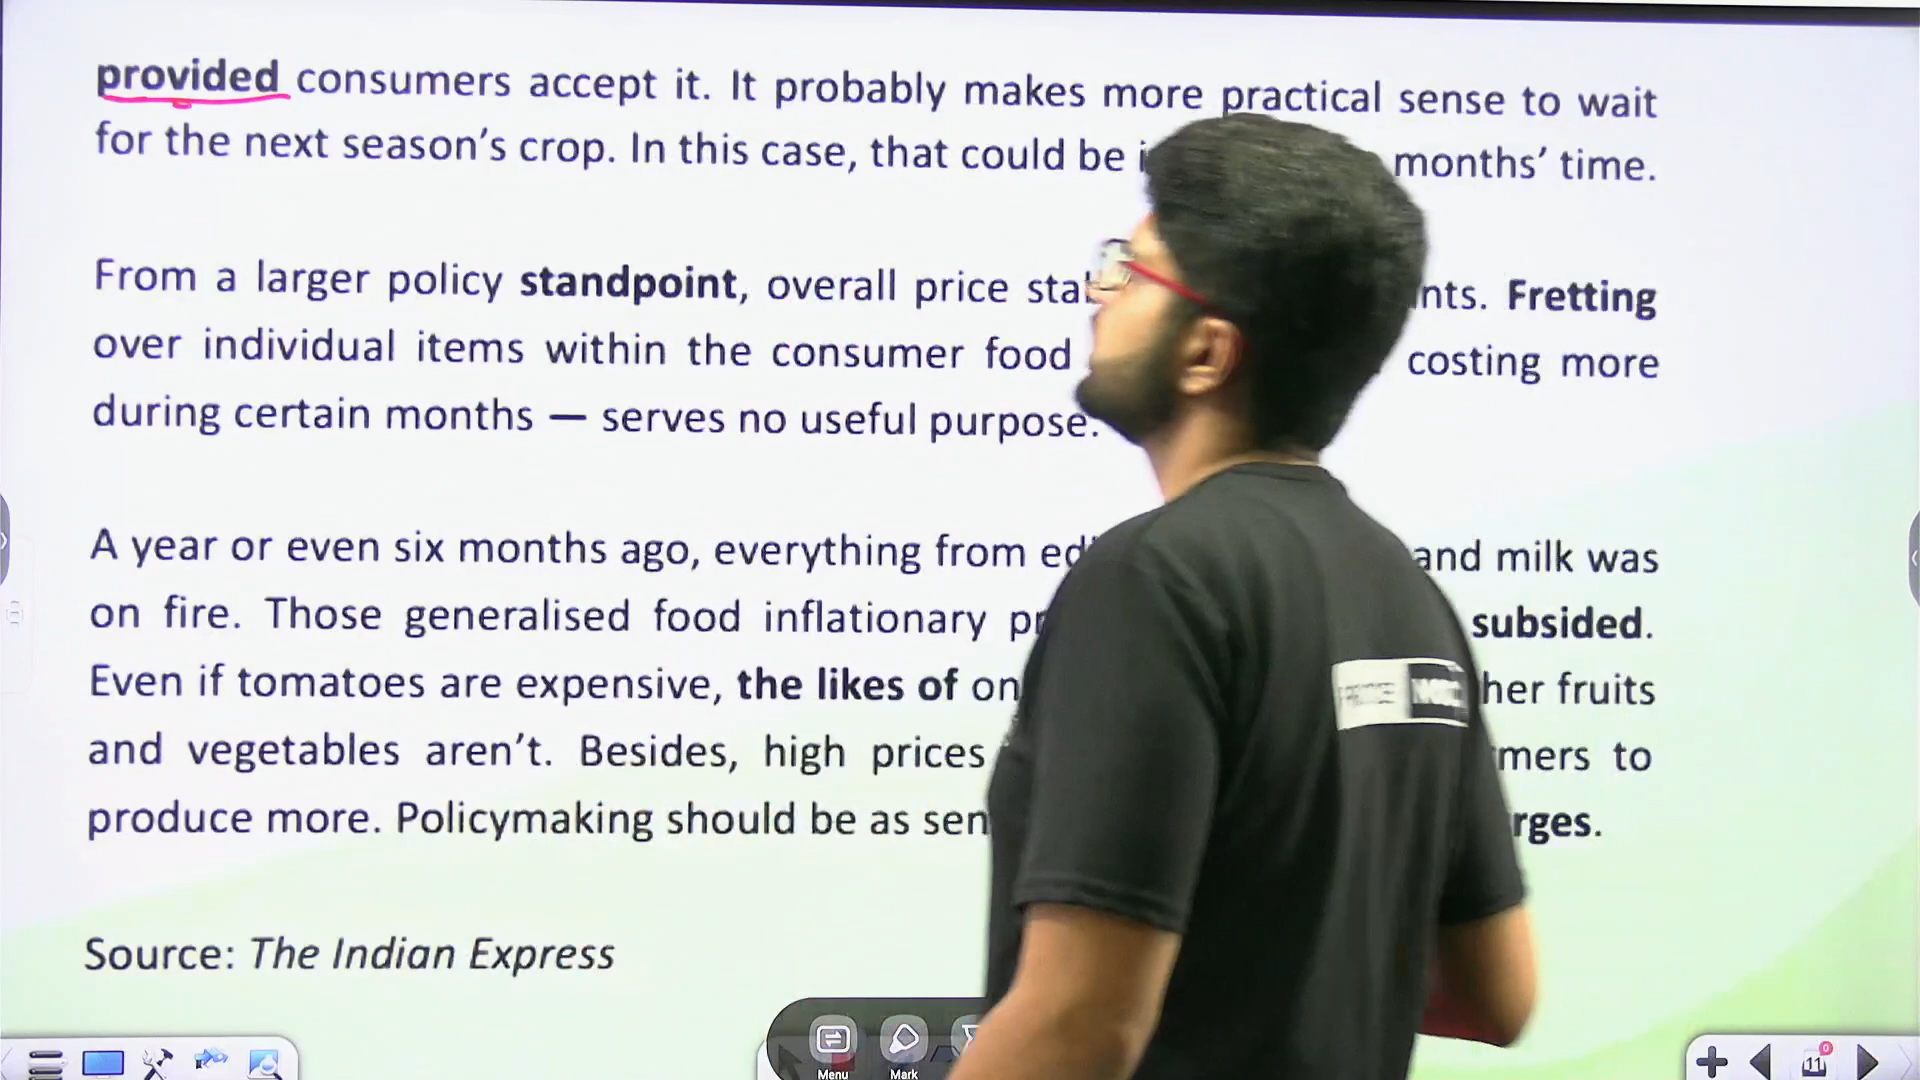 provided consumers accept it. It probably makes more practical sense to wait
for the next season's crop. In this case, that could be months' time.
From a larger policy standpoint, overall price Fretting
over individual items within the consumer food costing more
during certain months — serves no useful purpose.
A year or even six months ago, everything from and milk was
on fire. Those generalised food inflationary subsided.
Even if tomatoes are expensive, the likes of fruits
and vegetables aren't. Besides, high prices to
produce more. Policymaking should be as
Source: The Indian Express
Menu Mark
11 0